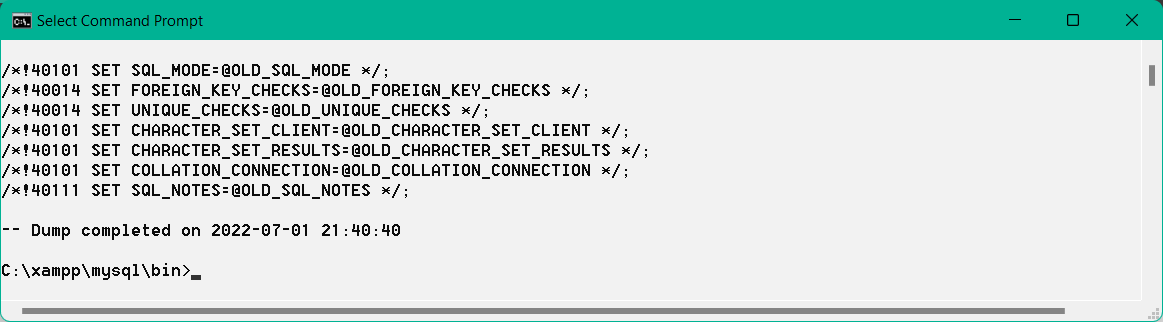 Select Command Prompt
/*!40101 SET SQL_MODE=@OLD_SQL_MODE */;
/*!40014 SET FOREIGN_KEY_CHECKS=@OLD_FOREIGN_KEY_CHECKS */;
/*!40014 SET UNIQUE_CHECKS=@OLD_UNIQUE_CHECKS */;
/*!40101 SET CHARACTER_SET_CLIENT=@OLD_CHARACTER_SET_CLIENT */;
/*!40101 SET CHARACTER_SET_RESULTS=@OLD_CHARACTER_SET_RESULTS */;
/*!40101 SET COLLATION_CONNECTION=@OLD_COLLATION_CONNECTION */;
/*!40111 SET SQL_NOTES=@OLD_SQL_NOTES */;
-- Dump completed on 2022-07-01 21:40:40
C:\xampp\mysql\bin>